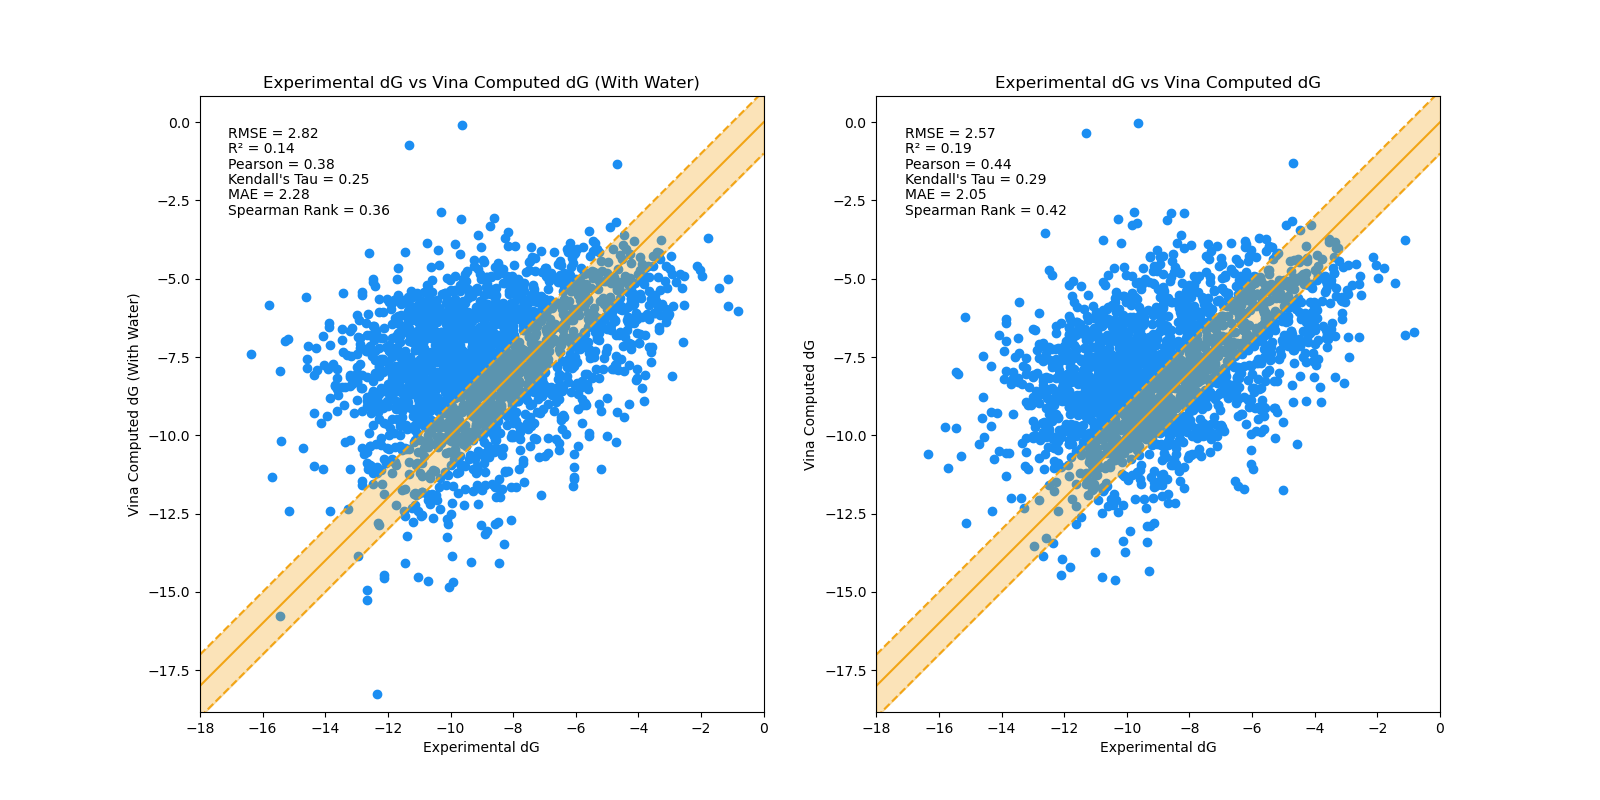 Experimental dG vs Vina Computed dG (With Water)
RMSE = 2.82
R² = 0.14
Pearson = 0.38
Kendall's Tau = 0.25
MAE = 2.28
Spearman Rank = 0.36
Vina Computed dG (With Water)
0.0
−2.5
−5.0
−7.5
−10.0
−12.5
−15.0
−17.5
−18 −16 −14 −12 −10 −8 −6 −4 −2 0
Experimental dG
Experimental dG vs Vina Computed dG
RMSE = 2.57
R² = 0.19
Pearson = 0.44
Kendall's Tau = 0.29
MAE = 2.05
Spearman Rank = 0.42
Vina Computed dG
0.0
−2.5
−5.0
−7.5
−10.0
−12.5
−15.0
−17.5
−18 −16 −14 −12 −10 −8 −6 −4 −2 0
Experimental dG